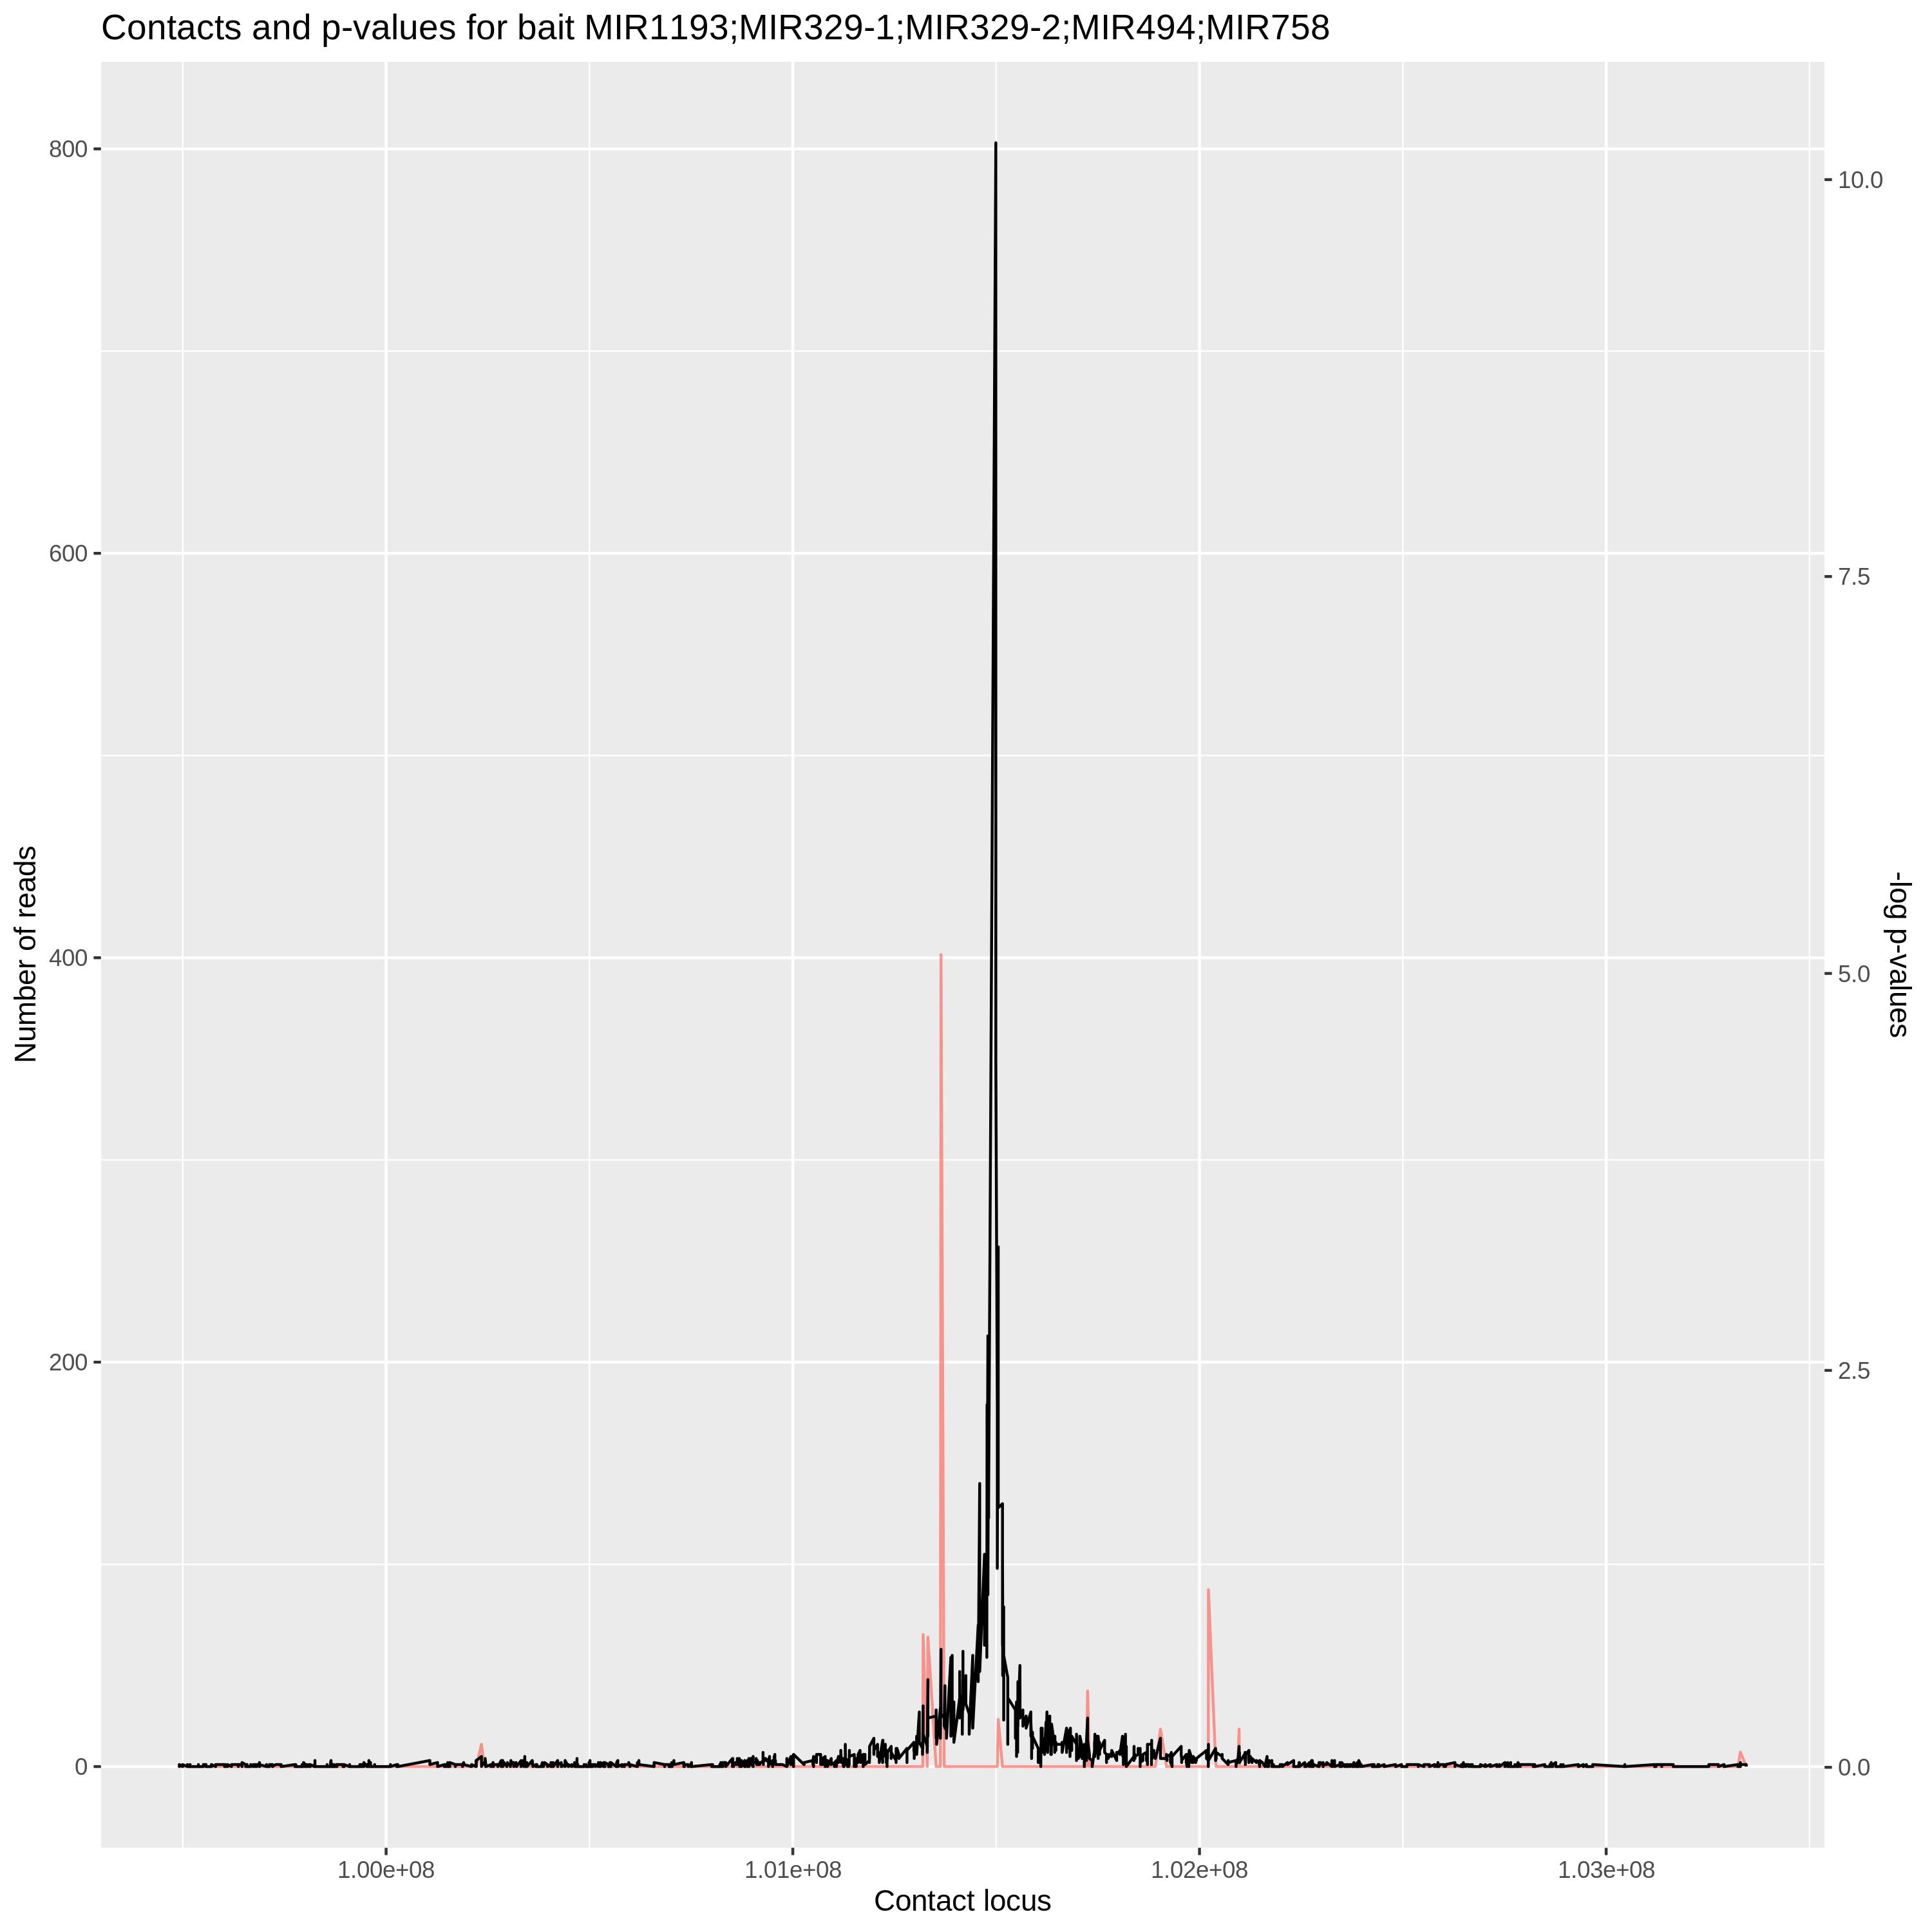 Contacts and p-values for bait MIR1193;MIR329-1;MIR329-2;MIR494;MIR758
800
600
400
200
0
Number of reads
10.0
7.5
5.0
2.5
0.0
-log p-values
1.00e+08
1.01e+08
1.02e+08
1.03e+08
Contact locus